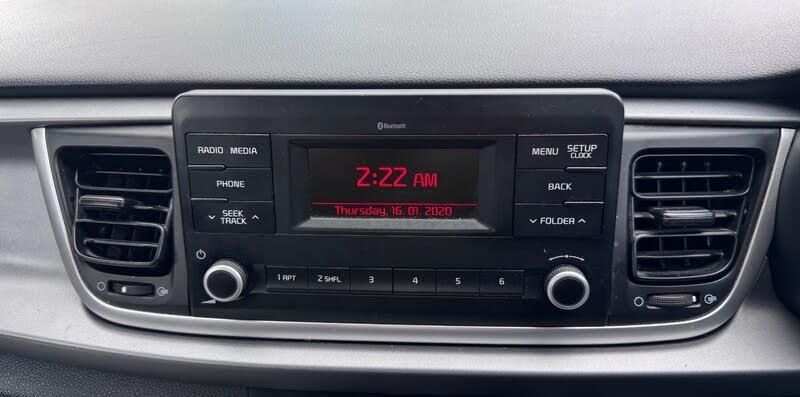 Bluetooth
RADIO MEDIA
PHONE
SEEK
TRACK
2:22 AM
Thursday, 16. 01. 2020
MENU SETUP
CLOCK
BACK
FOLDER
1 RPT 2 SHFL 3 4 5 6